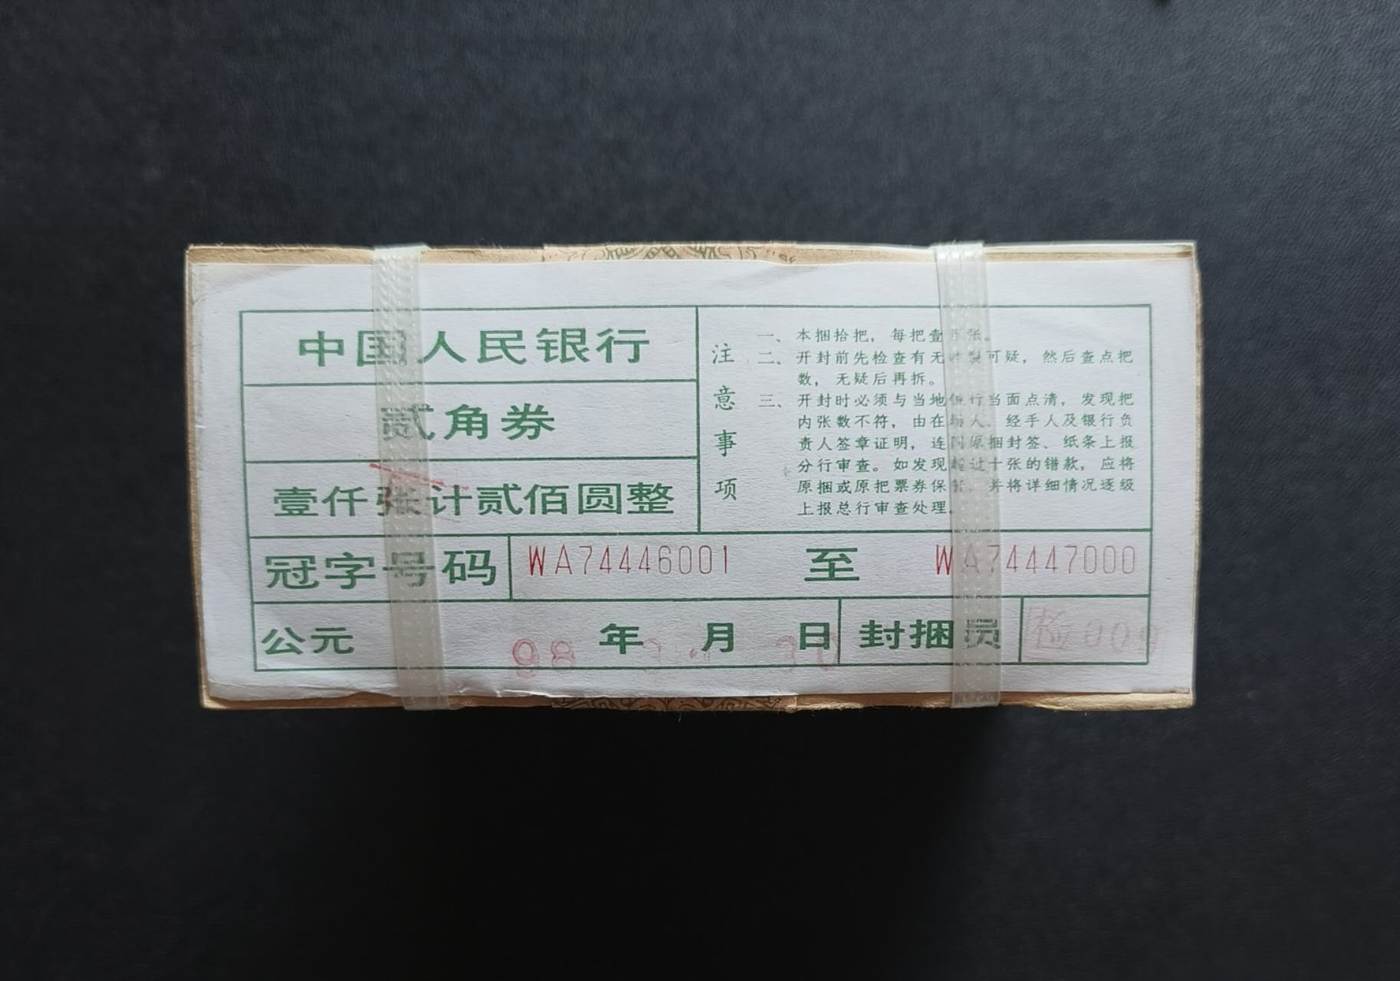 中国人民银行
贰角券
壹仟张计贰佰圆整
注意事项
一、本捆拾把，每把壹张。
二、开封前先检查有无可疑，然后查点把
数，无疑后再拆。
三、开封时必须与当地银行当面点清，发现把
内张数不符，由在场人、经手人及银行负
责人签章证明，连同原捆封签、纸条上报
分行审查。如发现超过十张的错款，应将
原捆或原把票券保，并将详细情况逐级
上报总行审查处理。
冠字号码 WA74446001 至 WA74447000
公元 98 年 月 日 封捆员